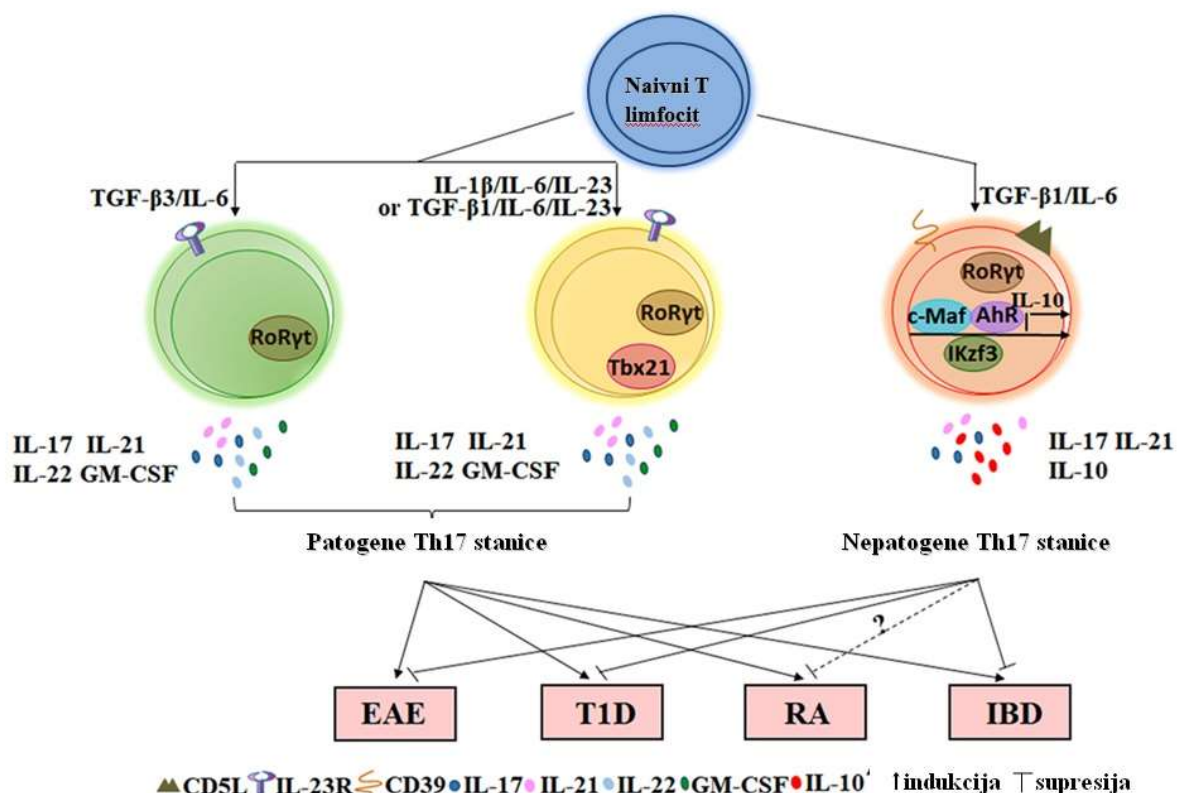 Naivni T
limfocit
TGF-β3/IL-6
IL-1β/IL-6/IL-23
or TGF-β1/IL-6/IL-23
TGF-β1/IL-6
RoRγt
RoRγt
Tbx21
RoRγt
IL-10
c-Maf
AhR
IKzf3
IL-17 IL-21
IL-22 GM-CSF
IL-17 IL-21
IL-22 GM-CSF
IL-17 IL-21
IL-10
Patogene Th17 stanice
Nepatogene Th17 stanice
?
EAE
T1D
RA
IBD
CD5L IL-23R CD39 IL-17 IL-21 IL-22 GM-CSF IL-10 indukcija supresija